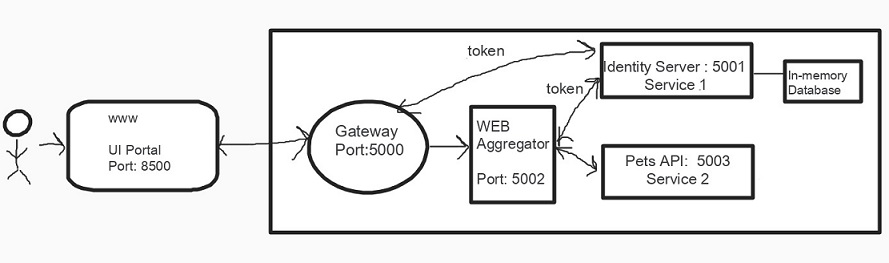 www
UI Portal
Port: 8500
Gateway
Port:5000
token
WEB
Aggregator
Port: 5002
token
Identity Server : 5001
Service 1
In-memory
Database
Pets API:  5003
Service 2